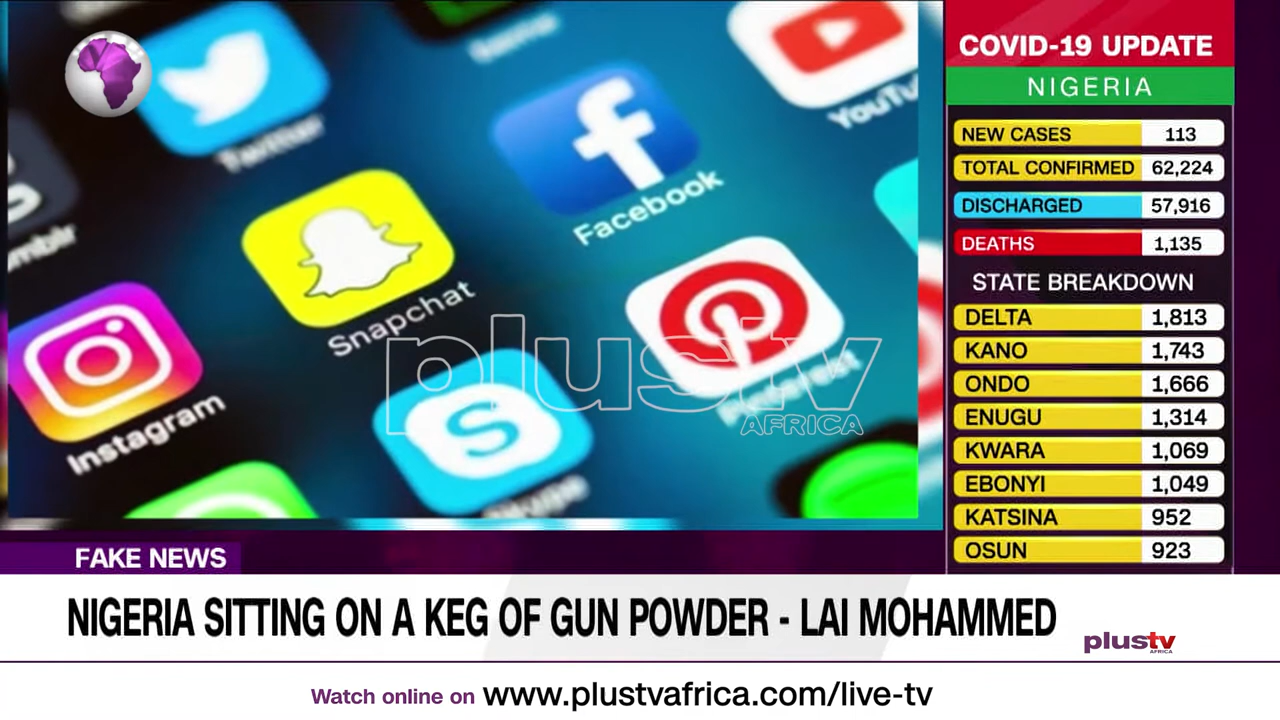 Twitter
YouTu
Facebook
Snapchat
Instagram
Pinterest
Skype
plustv
AFRICA
COVID-19 UPDATE
NIGERIA
NEW CASES 113
TOTAL CONFIRMED 62,224
DISCHARGED 57,916
DEATHS 1,135
STATE BREAKDOWN
DELTA 1,813
KANO 1,743
ONDO 1,666
ENUGU 1,314
KWARA 1,069
EBONYI 1,049
KATSINA 952
OSUN 923
FAKE NEWS
NIGERIA SITTING ON A KEG OF GUN POWDER - LAI MOHAMMED
plustv
AFRICA
Watch online on www.plustvafrica.com/live-tv